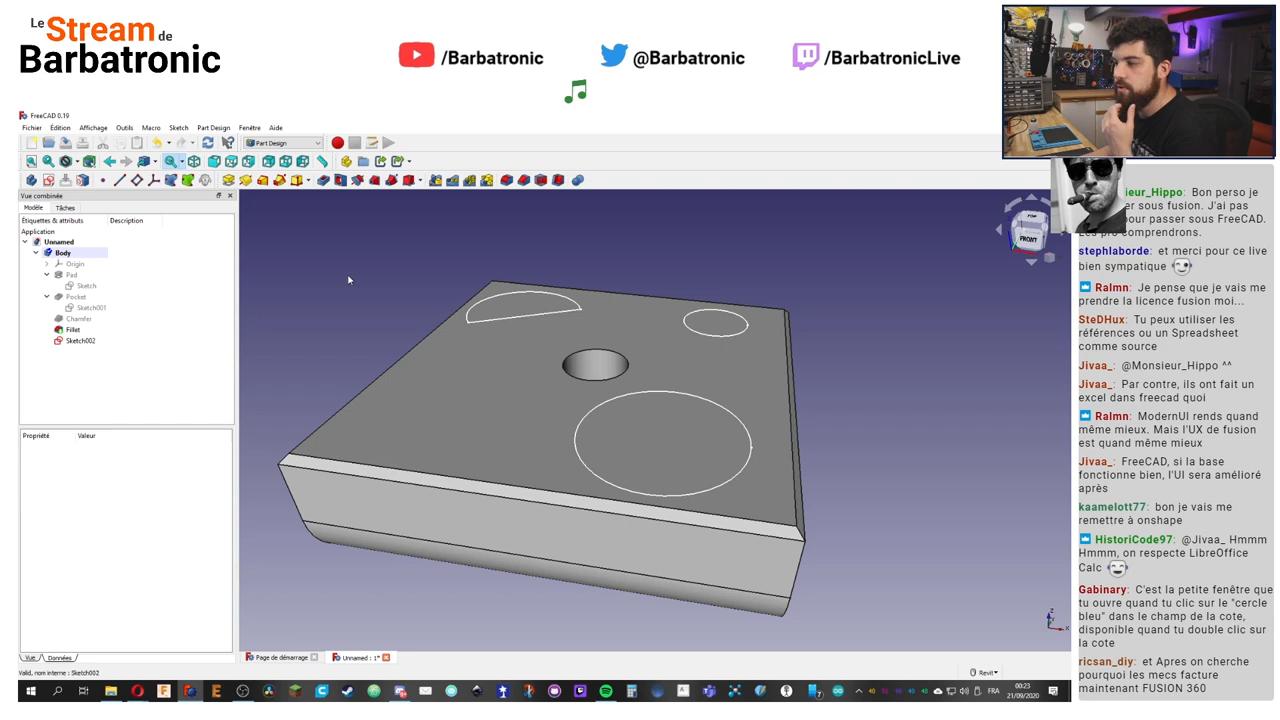 Le
Stream de
Barbatronic
/Barbatronic
@Barbatronic
/BarbatronicLive
FreeCAD 0.19
Fichier Édition Affichage Outils Macro Sketch Part Design Fenêtre Aide
Part Design
Vue combinée
Modèle Tâches
Étiquettes & attributs Description
Application
Unnamed
Body
Origin
Pad
Sketch
Pocket
Sketch001
Chamfer
Fillet
Sketch002
Propriété Valeur
Vue Données
TOP
FRONT
Z
X
Page de démarrage
Unnamed : 1*
Valid, nom interne : Sketch002
Revit
FRA
00:23
21/09/2020
ieur_Hippo: Bon perso je
er sous fusion. J'ai pas
pour passer sous FreeCAD.
comprendrons.
stephlaborde: et merci pour ce live
bien sympatique
Ralmn: Je pense que je vais me
prendre la licence fusion moi...
SteDHux: Tu peux utiliser les
références ou un Spreadsheet
comme source
Jivaa_: @Monsieur_Hippo ^^
Jivaa_: Par contre, ils ont fait un
excel dans freecad quoi
Ralmn: ModernUI rends quand
même mieux. Mais l'UX de fusion
est quand même mieux
Jivaa_: FreeCAD, si la base
fonctionne bien, l'UI sera amélioré
après
kaamelott77: bon je vais me
remettre à onshape
HistoriCode97: @Jivaa_ Hmmm
Hmmm, on respecte LibreOffice
Calc
Gabinary: C'est la petite fenêtre que
tu ouvre quand tu clic sur le "cercle
bleu" dans le champ de la cote,
disponible quand tu double clic sur
la cote
ricsan_diy: et Apres on cherche
pourquoi les mecs facture
maintenant FUSION 360